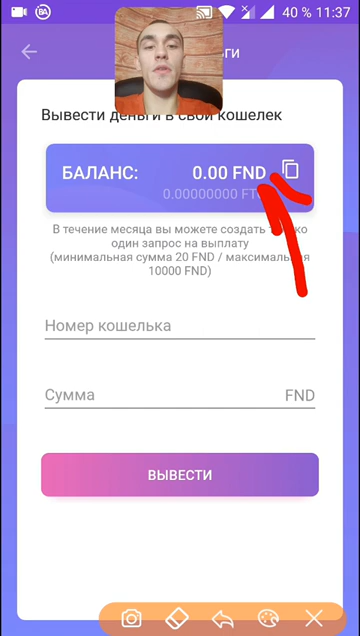 40 % 11:37
ги
Вывести деньги в свой кошелек
БАЛАНС: 0.00 FND
0.00000000
В течение месяца вы можете создать
один запрос на выплату
(минимальная сумма 20 FND / максимальная
10000 FND)
Номер кошелька
Сумма FND
ВЫВЕСТИ